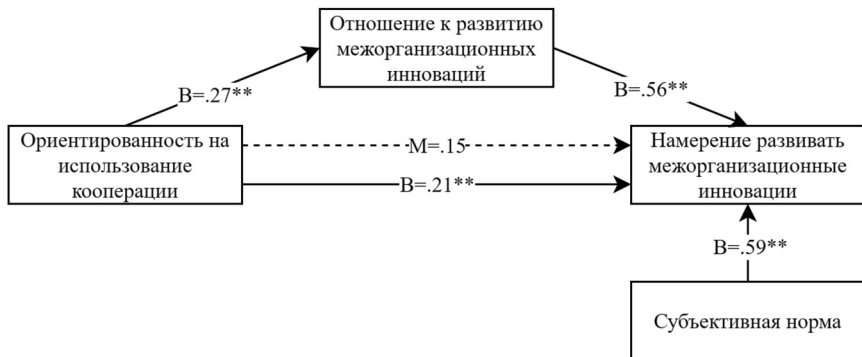 Отношение к развитию
межорганизационных
инноваций
B=.27**
B=.56**
Ориентированность на
использование
кооперации
M=.15
B=.21**
Намерение развивать
межорганизационные
инновации
B=.59**
Субъективная норма